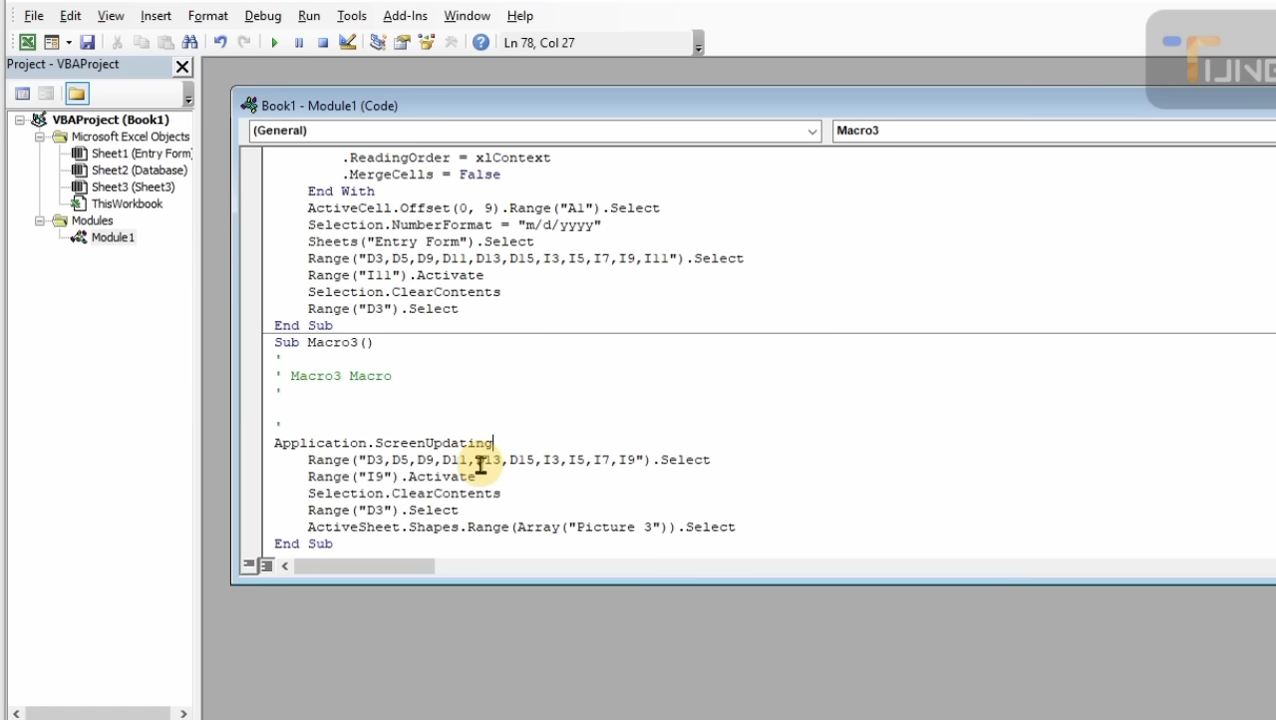 File Edit View Insert Format Debug Run Tools Add-Ins Window Help
Ln 78, Col 27
Project - VBAProject
VBAProject (Book1)
Microsoft Excel Objects
Sheet1 (Entry Form)
Sheet2 (Database)
Sheet3 (Sheet3)
ThisWorkbook
Modules
Module1
Book1 - Module1 (Code)
(General) Macro3
.ReadingOrder = xlContext
.MergeCells = False
End With
ActiveCell.Offset(0, 9).Range("A1").Select
Selection.NumberFormat = "m/d/yyyy"
Sheets("Entry Form").Select
Range("D3,D5,D9,D11,D13,D15,I3,I5,I7,I9,I11").Select
Range("I11").Activate
Selection.ClearContents
Range("D3").Select
End Sub
Sub Macro3()
'
' Macro3 Macro
'
'
Application.ScreenUpdating
Range("D3,D5,D9,D11,D13,D15,I3,I5,I7,I9").Select
Range("I9").Activate
Selection.ClearContents
Range("D3").Select
ActiveSheet.Shapes.Range(Array("Picture 3")).Select
End Sub